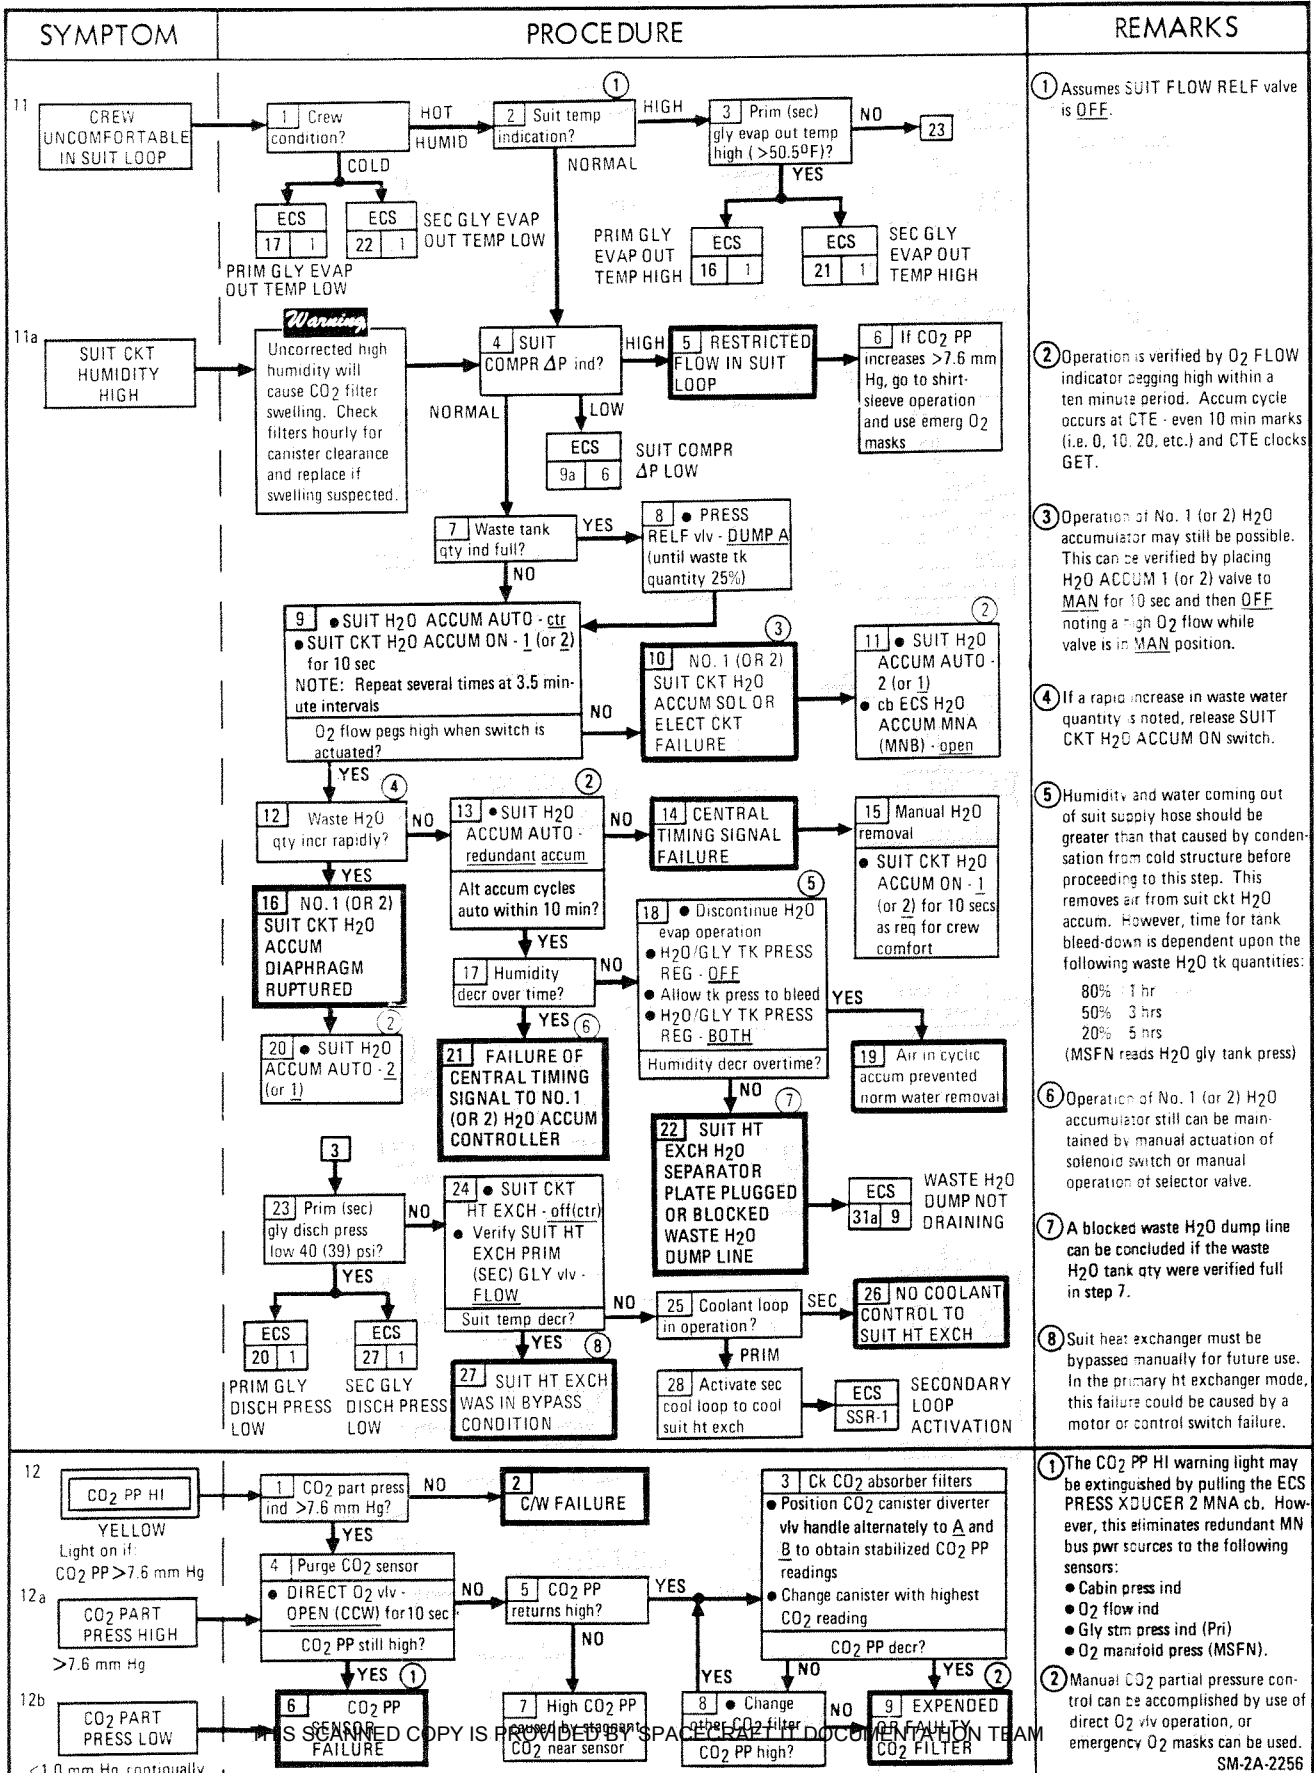 SYMPTOM
PROCEDURE
REMARKS
11
CREW
UNCOMFORTABLE
IN SUIT LOOP
1 Crew
condition?
HOT
HUMID
COLD
ECS
17 1
PRIM GLY EVAP
OUT TEMP LOW
ECS
22 1
SEC GLY EVAP
OUT TEMP LOW
1
2 Suit temp
indication?
HIGH
NORMAL
3 Prim (sec)
gly evap out temp
high (>50.5ºF)?
NO
23
YES
PRIM GLY
EVAP OUT
TEMP HIGH
ECS
16 1
ECS
21 1
SEC GLY
EVAP OUT
TEMP HIGH
11a
SUIT CKT
HUMIDITY
HIGH
Warning
Uncorrected high
humidity will
cause CO2 filter
swelling. Check
filters hourly for
canister clearance
and replace if
swelling suspected.
4 SUIT
COMPR ΔP ind?
HIGH
NORMAL
LOW
ECS
9a 6
SUIT COMPR
ΔP LOW
5 RESTRICTED
FLOW IN SUIT
LOOP
6 If CO2 PP
increases >7.6 mm
Hg, go to shirt-
sleeve operation
and use emerg O2
masks
7 Waste tank
qty ind full?
YES
NO
8 ● PRESS
RELF vlv - DUMP A
(until waste tk
quantity 25%)
9 ● SUIT H2O ACCUM AUTO - ctr
● SUIT CKT H2O ACCUM ON - 1 (or 2)
for 10 sec
NOTE: Repeat several times at 3.5 min-
ute intervals
O2 flow pegs high when switch is
actuated?
NO
YES
3
10 NO. 1 (OR 2)
SUIT CKT H2O
ACCUM SOL OR
ELECT CKT
FAILURE
2
11 ● SUIT H2O
ACCUM AUTO -
2 (or 1)
● cb ECS H2O
ACCUM MNA
(MNB) - open
4
12 Waste H2O
qty incr rapidly?
NO
YES
2
13 ● SUIT H2O
ACCUM AUTO -
redundant accum
Alt accum cycles
auto within 10 min?
NO
YES
14 CENTRAL
TIMING SIGNAL
FAILURE
15 Manual H2O
removal
● SUIT CKT H2O
ACCUM ON - 1
(or 2) for 10 secs
as req for crew
comfort
16 NO. 1 (OR 2)
SUIT CKT H2O
ACCUM
DIAPHRAGM
RUPTURED
2
20 ● SUIT H2O
ACCUM AUTO - 2
(or 1)
17 Humidity
decr over time?
NO
YES
6
21 FAILURE OF
CENTRAL TIMING
SIGNAL TO NO. 1
(OR 2) H2O ACCUM
CONTROLLER
5
18 ● Discontinue H2O
evap operation
● H2O/GLY TK PRESS
REG - OFF
● Allow tk press to bleed
● H2O/GLY TK PRESS
REG - BOTH
Humidity decr overtime?
YES
NO
19 Air in cyclic
accum prevented
norm water removal
7
22 SUIT HT
EXCH H2O
SEPARATOR
PLATE PLUGGED
OR BLOCKED
WASTE H2O
DUMP LINE
ECS
31a 9
WASTE H2O
DUMP NOT
DRAINING
3
23 Prim (sec)
gly disch press
low 40 (39) psi?
NO
YES
ECS
20 1
PRIM GLY
DISCH PRESS
LOW
ECS
27 1
SEC GLY
DISCH PRESS
LOW
24 ● SUIT CKT
HT EXCH - off(ctr)
● Verify SUIT HT
EXCH PRIM
(SEC) GLY vlv -
FLOW
Suit temp decr?
NO
YES
8
27 SUIT HT EXCH
WAS IN BYPASS
CONDITION
25 Coolant loop
in operation?
SEC
PRIM
26 NO COOLANT
CONTROL TO
SUIT HT EXCH
28 Activate sec
cool loop to cool
suit ht exch
ECS
SSR-1
SECONDARY
LOOP
ACTIVATION
1 Assumes SUIT FLOW RELF valve
is OFF.
2 Operation is verified by O2 FLOW
indicator pegging high within a
ten minute period. Accum cycle
occurs at CTE - even 10 min marks
(i.e. 0, 10, 20, etc.) and CTE clocks
GET.
3 Operation of No. 1 (or 2) H2O
accumulator may still be possible.
This can be verified by placing
H2O ACCUM 1 (or 2) valve to
MAN for 10 sec and then OFF
noting a high O2 flow while
valve is in MAN position.
4 If a rapid increase in waste water
quantity is noted, release SUIT
CKT H2O ACCUM ON switch.
5 Humidity and water coming out
of suit supply hose should be
greater than that caused by conden-
sation from cold structure before
proceeding to this step. This
removes air from suit ckt H2O
accum. However, time for tank
bleed-down is dependent upon the
following waste H2O tk quantities:
80% 1 hr
50% 3 hrs
20% 5 hrs
(MSFN reads H2O gly tank press)
6 Operation of No. 1 (or 2) H2O
accumulator still can be main-
tained by manual actuation of
solenoid switch or manual
operation of selector valve.
7 A blocked waste H2O dump line
can be concluded if the waste
H2O tank qty were verified full
in step 7.
8 Suit heat exchanger must be
bypassed manually for future use.
In the primary ht exchanger mode,
this failure could be caused by a
motor or control switch failure.
12
CO2 PP HI
YELLOW
Light on if:
CO2 PP >7.6 mm Hg
12a
CO2 PART
PRESS HIGH
>7.6 mm Hg
12b
CO2 PART
PRESS LOW
<1.0 mm Hg continually
1 CO2 part press
ind >7.6 mm Hg?
NO
YES
2
C/W FAILURE
4 Purge CO2 sensor
● DIRECT O2 vlv -
OPEN (CCW) for 10 sec
CO2 PP still high?
NO
YES
1
5 CO2 PP
returns high?
YES
NO
3 Ck CO2 absorber filters
● Position CO2 canister diverter
vlv handle alternately to A and
B to obtain stabilized CO2 PP
readings
● Change canister with highest
CO2 reading
CO2 PP decr?
NO
YES
2
6 CO2 PP
SENSOR
FAILURE
7 High CO2 PP
caused by stagnant
CO2 near sensor
YES
8 ● Change
other CO2 filter
CO2 PP high?
NO
9 EXPENDED
OR FAULTY
CO2 FILTER
1 The CO2 PP HI warning light may
be extinguished by pulling the ECS
PRESS XDUCER 2 MNA cb. How-
ever, this eliminates redundant MN
bus pwr sources to the following
sensors:
● Cabin press ind
● O2 flow ind
● Gly stm press ind (Pri)
● O2 manifold press (MSFN).
2 Manual CO2 partial pressure con-
trol can be accomplished by use of
direct O2 vlv operation, or
emergency O2 masks can be used.
SM-2A-2256
THIS SCANNED COPY IS PROVIDED BY SPACECRAFT IT DOCUMENTATION TEAM